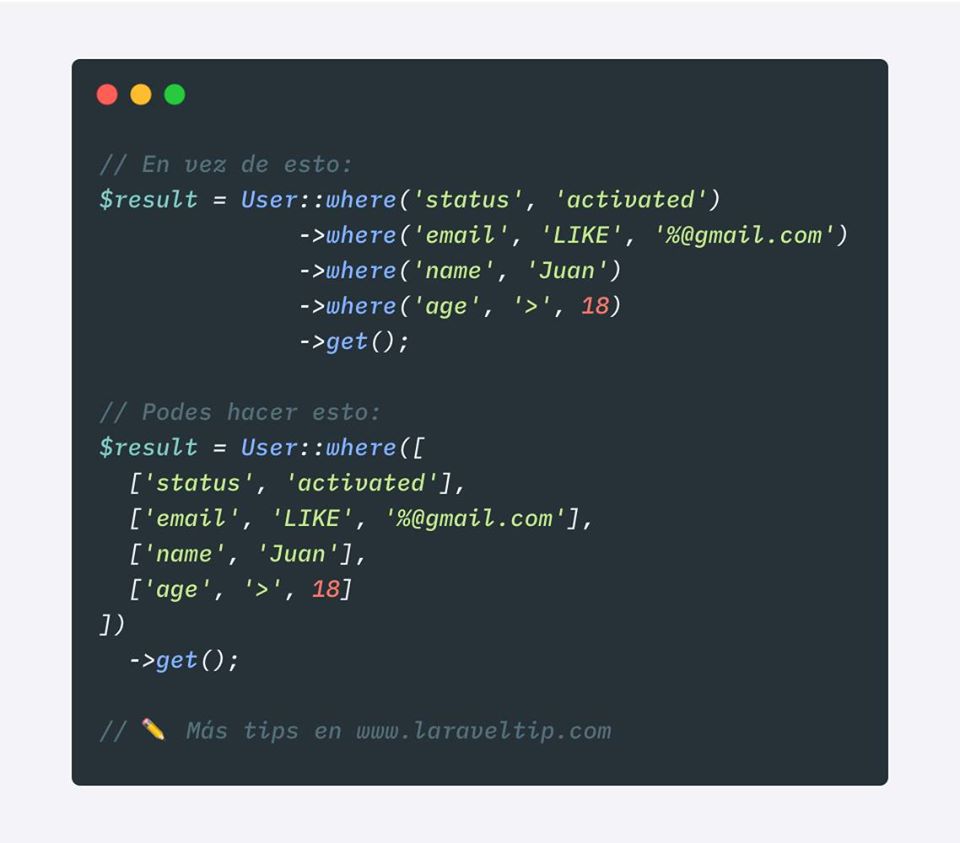 // En vez de esto:
$result = User::where('status', 'activated')
->where('email', 'LIKE', '%@gmail.com')
->where('name', 'Juan')
->where('age', '>', 18)
->get();
// Podes hacer esto:
$result = User::where([
['status', 'activated'],
['email', 'LIKE', '%@gmail.com'],
['name', 'Juan'],
['age', '>', 18]
])
->get();
// ✏️ Más tips en www.laraveltip.com